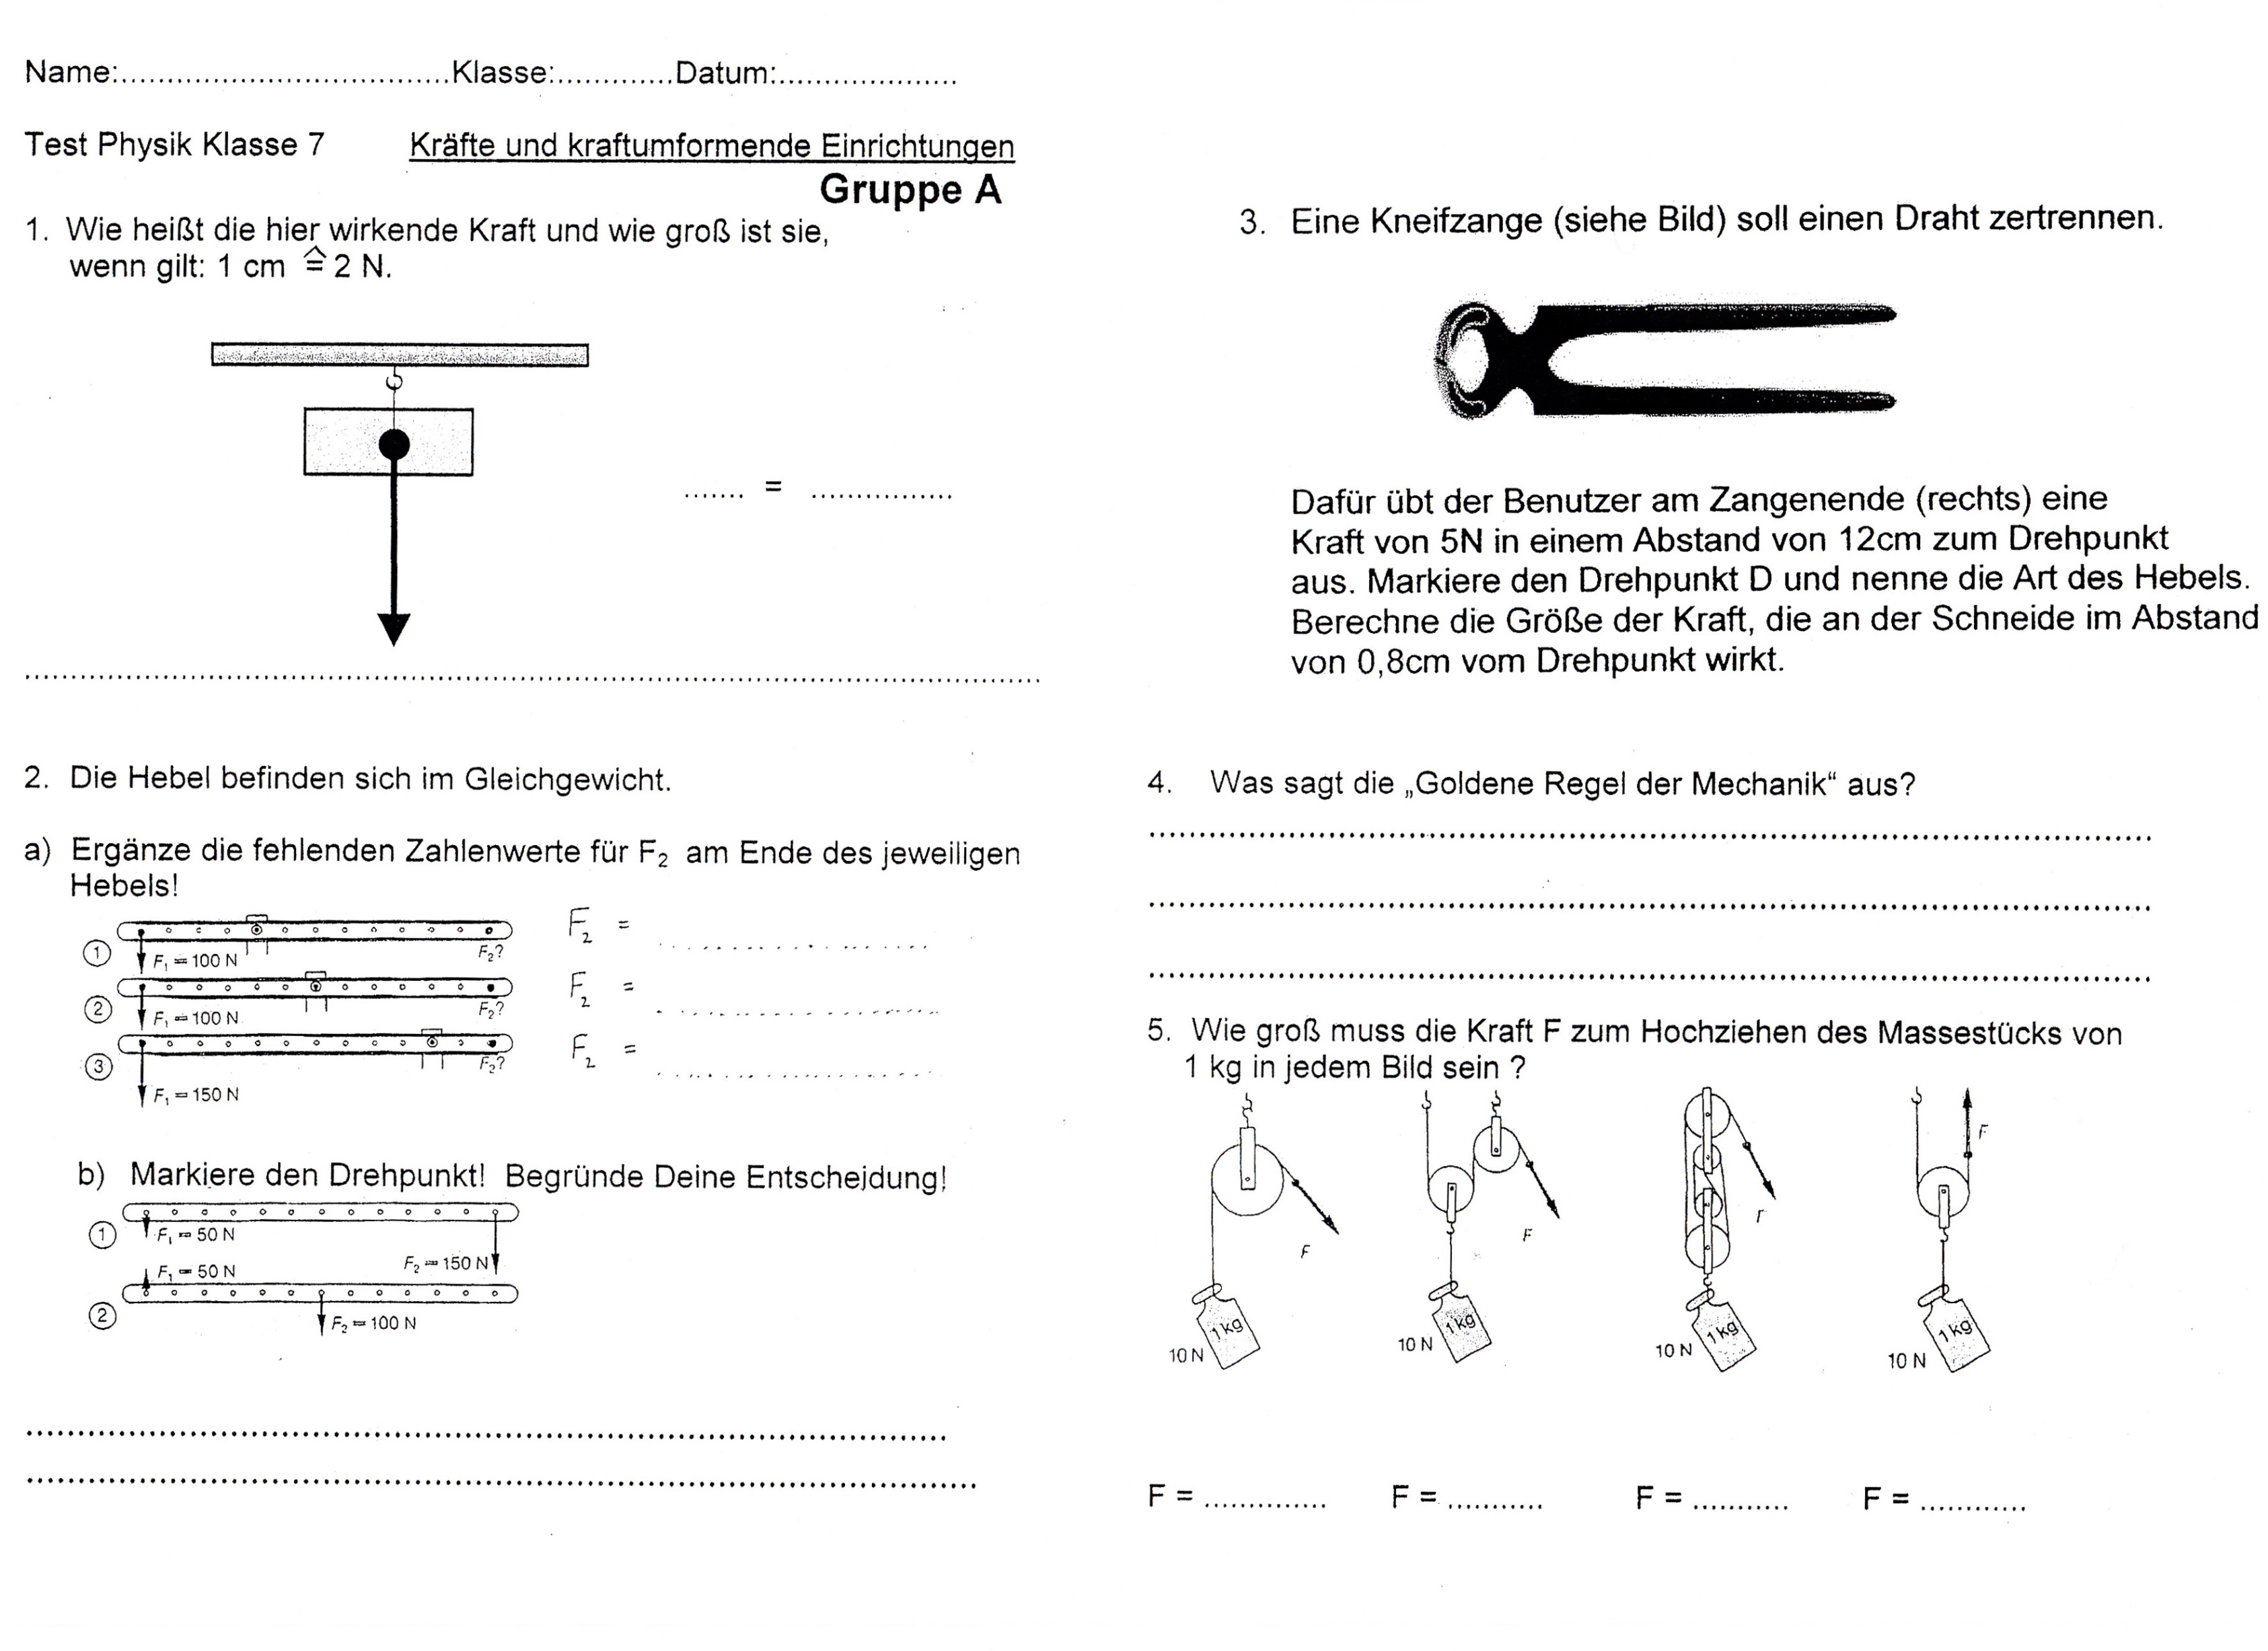 Name:...................................Klasse:.............Datum:...................
Test Physik Klasse 7 Kräfte und kraftumformende Einrichtungen
Gruppe A
1. Wie heißt die hier wirkende Kraft und wie groß ist sie,
wenn gilt: 1 cm ≙ 2 N.
....... = ...............
2. Die Hebel befinden sich im Gleichgewicht.
a) Ergänze die fehlenden Zahlenwerte für F₂ am Ende des jeweiligen
Hebels!
① F₁ = 100 N F₂? F₂ =
② F₁ = 100 N F₂? F₂ =
③ F₂? F₂ =
F₁ = 150 N
b) Markiere den Drehpunkt! Begründe Deine Entscheidung!
① F₁ = 50 N
F₂ = 150 N
F₁ = 50 N
②
F₂ = 100 N
3. Eine Kneifzange (siehe Bild) soll einen Draht zertrennen.
Dafür übt der Benutzer am Zangenende (rechts) eine
Kraft von 5N in einem Abstand von 12cm zum Drehpunkt
aus. Markiere den Drehpunkt D und nenne die Art des Hebels.
Berechne die Größe der Kraft, die an der Schneide im Abstand
von 0,8cm vom Drehpunkt wirkt.
4. Was sagt die „Goldene Regel der Mechanik“ aus?
5. Wie groß muss die Kraft F zum Hochziehen des Massestücks von
1 kg in jedem Bild sein ?
F F F
1 kg 1 kg 1 kg 1 kg
10 N 10 N 10 N 10 N
F = .............. F = ........... F = ........... F = ............